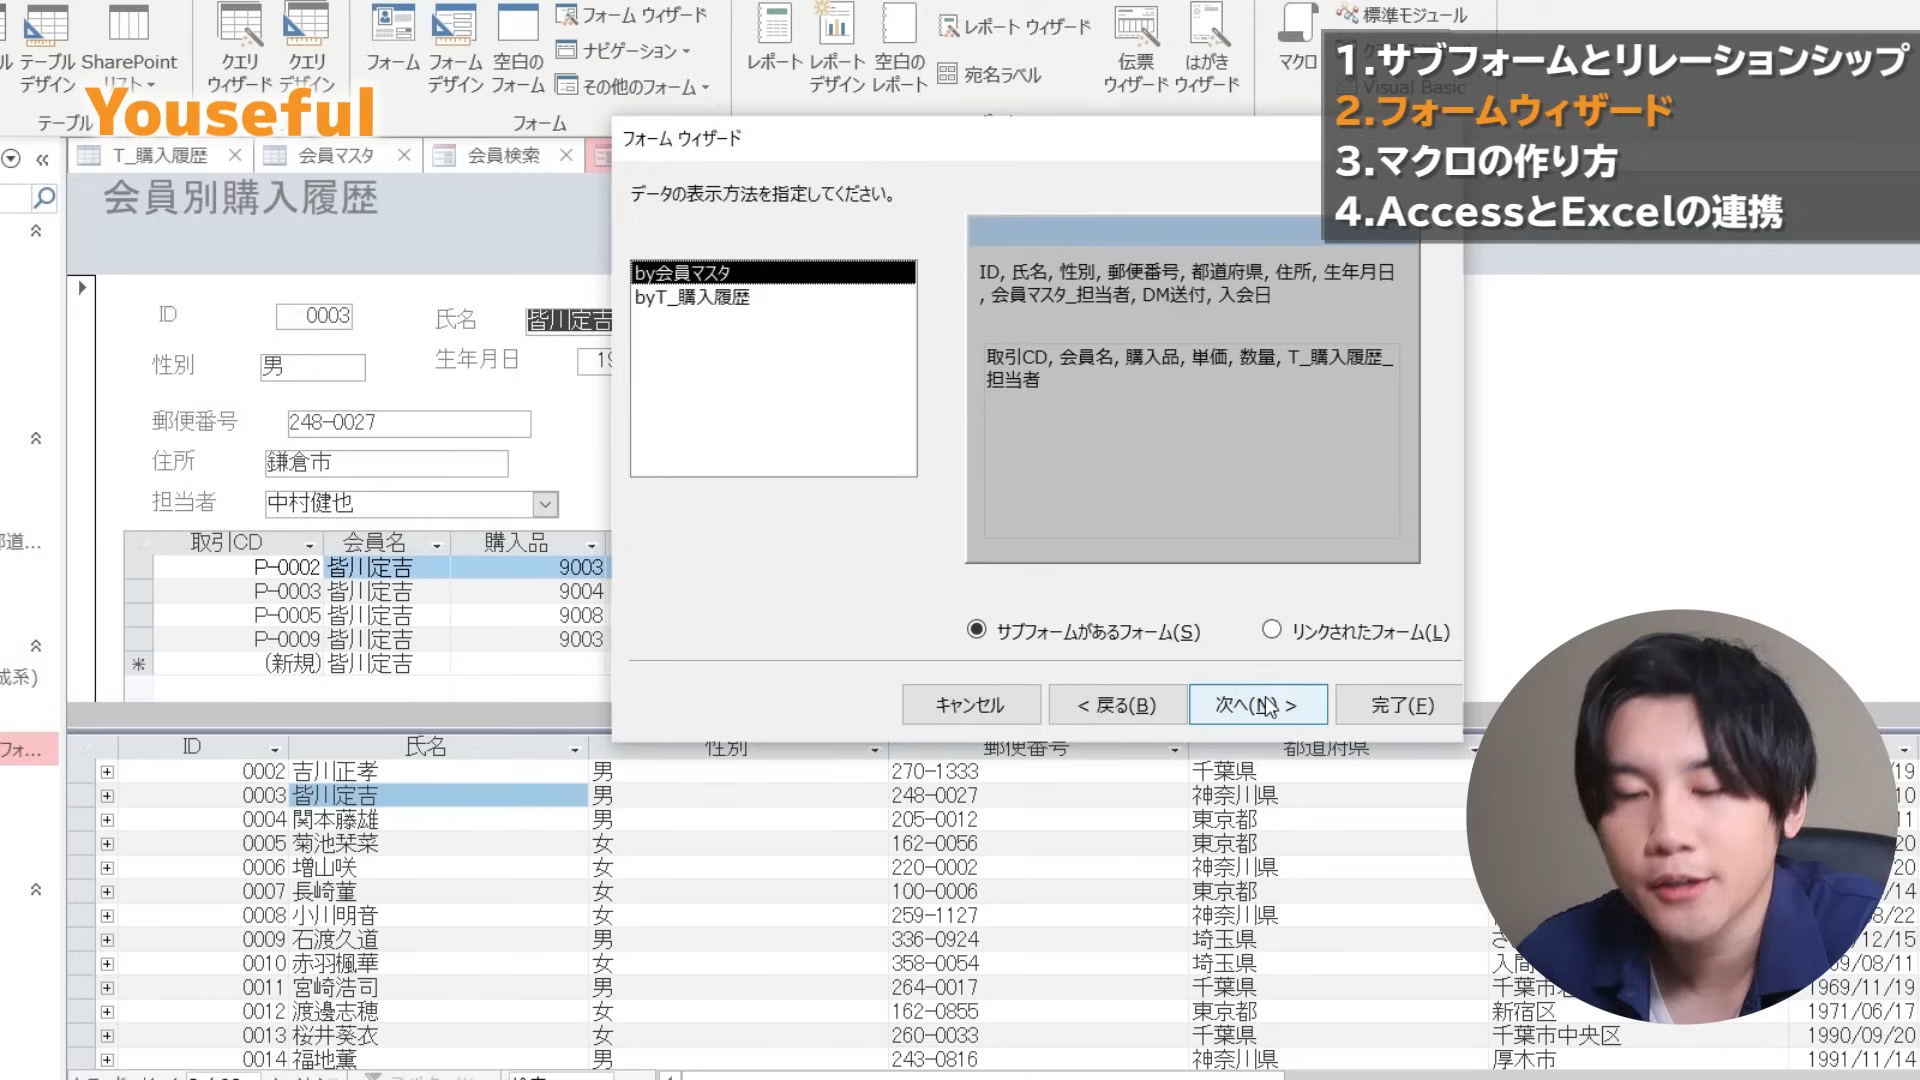 フォーム ウィザード
テーブル SharePoint
デザイン リスト
クエリ クエリ
ウィザード デザイン
フォーム フォーム 空白の
デザイン フォーム
ナビゲーション
その他のフォーム
レポート レポート 空白の
デザイン レポート
レポート ウィザード
宛名ラベル
伝票 はがき
ウィザード ウィザード
マクロ
標準モジュール
Visual Basic
テーブル
フォーム
Youseful
1.サブフォームとリレーションシップ
2.フォームウィザード
3.マクロの作り方
4.AccessとExcelの連携
T_購入履歴
会員マスタ
会員検索
会員別購入履歴
ID 0003
氏名 皆川定吉
性別 男
生年月日 19
郵便番号 248-0027
住所 鎌倉市
担当者 中村健也
取引CD 会員名 購入品
P-0002 皆川定吉 9003
P-0003 皆川定吉 9004
P-0005 皆川定吉 9008
P-0009 皆川定吉 9003
(新規) 皆川定吉
フォーム ウィザード
データの表示方法を指定してください。
by会員マスタ
byT_購入履歴
ID, 氏名, 性別, 郵便番号, 都道府県, 住所, 生年月日
, 会員マスタ_担当者, DM送付, 入会日
取引CD, 会員名, 購入品, 単価, 数量, T_購入履歴_
担当者
サブフォームがあるフォーム(S)
リンクされたフォーム(L)
キャンセル
< 戻る(B)
次へ(N) >
完了(F)
ID 氏名 性別 郵便番号 都道府県
0002 吉川正孝 男 270-1333 千葉県
0003 皆川定吉 男 248-0027 神奈川県
0004 関本藤雄 男 205-0012 東京都
0005 菊池栞菜 女 162-0056 東京都
0006 増山咲 女 220-0002 神奈川県
0007 長崎菫 女 100-0006 東京都
0008 小川明音 女 259-1127 神奈川県
0009 石渡久道 男 336-0924 埼玉県
0010 赤羽楓華 女 358-0054 埼玉県 入間
0011 宮崎浩司 男 264-0017 千葉県 千葉市 1969/11/19
0012 渡邊志穂 女 162-0855 東京都 新宿区 1971/06/17
0013 桜井葵衣 女 260-0033 千葉県 千葉市中央区 1990/09/20
0014 福地薫 男 243-0816 神奈川県 厚木市 1991/11/14